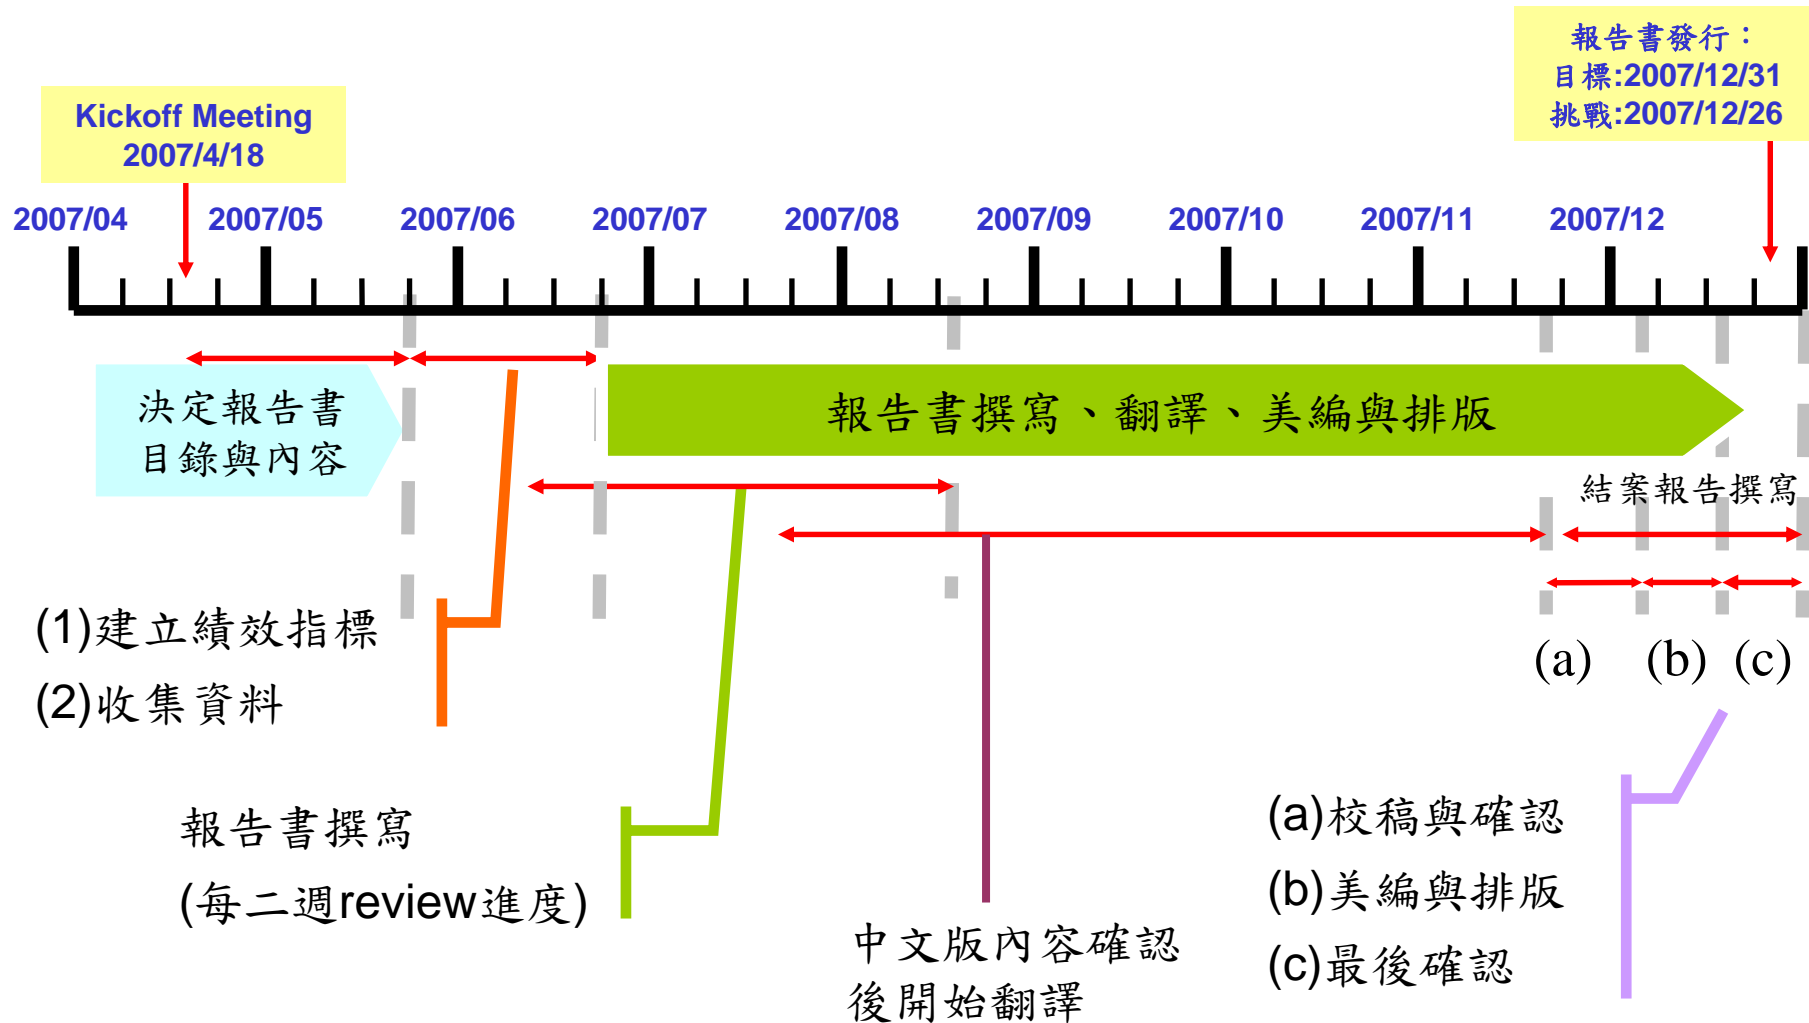 報告書發行：
目標:2007/12/31
挑戰:2007/12/26
Kickoff Meeting
2007/4/18
2007/04
2007/05
2007/06
2007/07
2007/08
2007/09
2007/10
2007/11
2007/12
決定報告書
目錄與內容
報告書撰寫、翻譯、美編與排版
結案報告撰寫
(1)建立績效指標
(2)收集資料
(a)
(b)
(c)
報告書撰寫
(每二週review進度)
中文版內容確認
後開始翻譯
(a)校稿與確認
(b)美編與排版
(c)最後確認